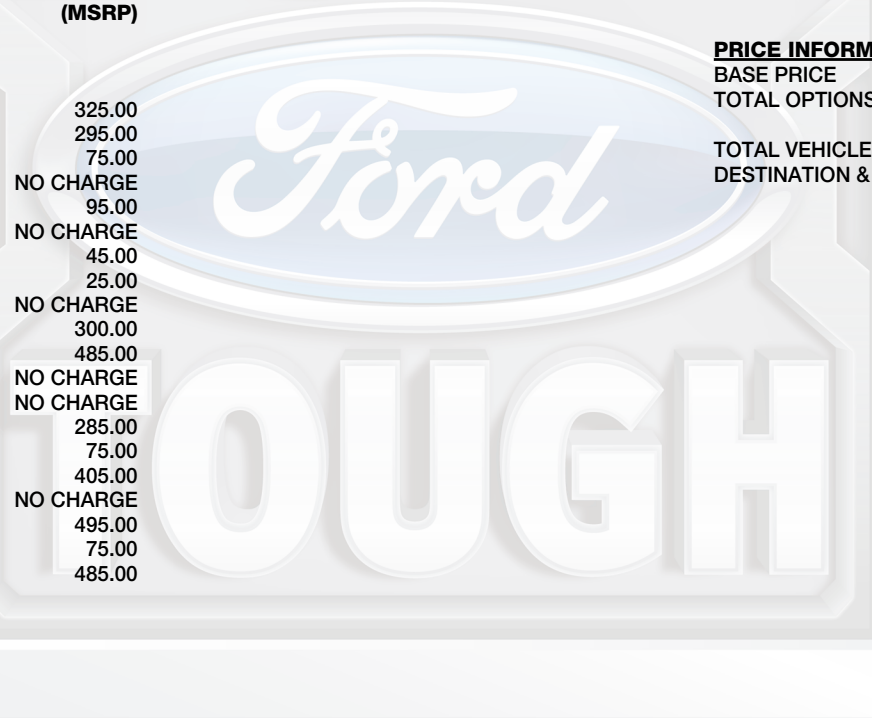 (MSRP)
325.00
295.00
75.00
NO CHARGE
95.00
NO CHARGE
45.00
25.00
NO CHARGE
300.00
485.00
NO CHARGE
NO CHARGE
285.00
75.00
405.00
NO CHARGE
495.00
75.00
485.00
PRICE INFORM
BASE PRICE
TOTAL OPTIONS
TOTAL VEHICLE
DESTINATION &
Ford
TOUGH